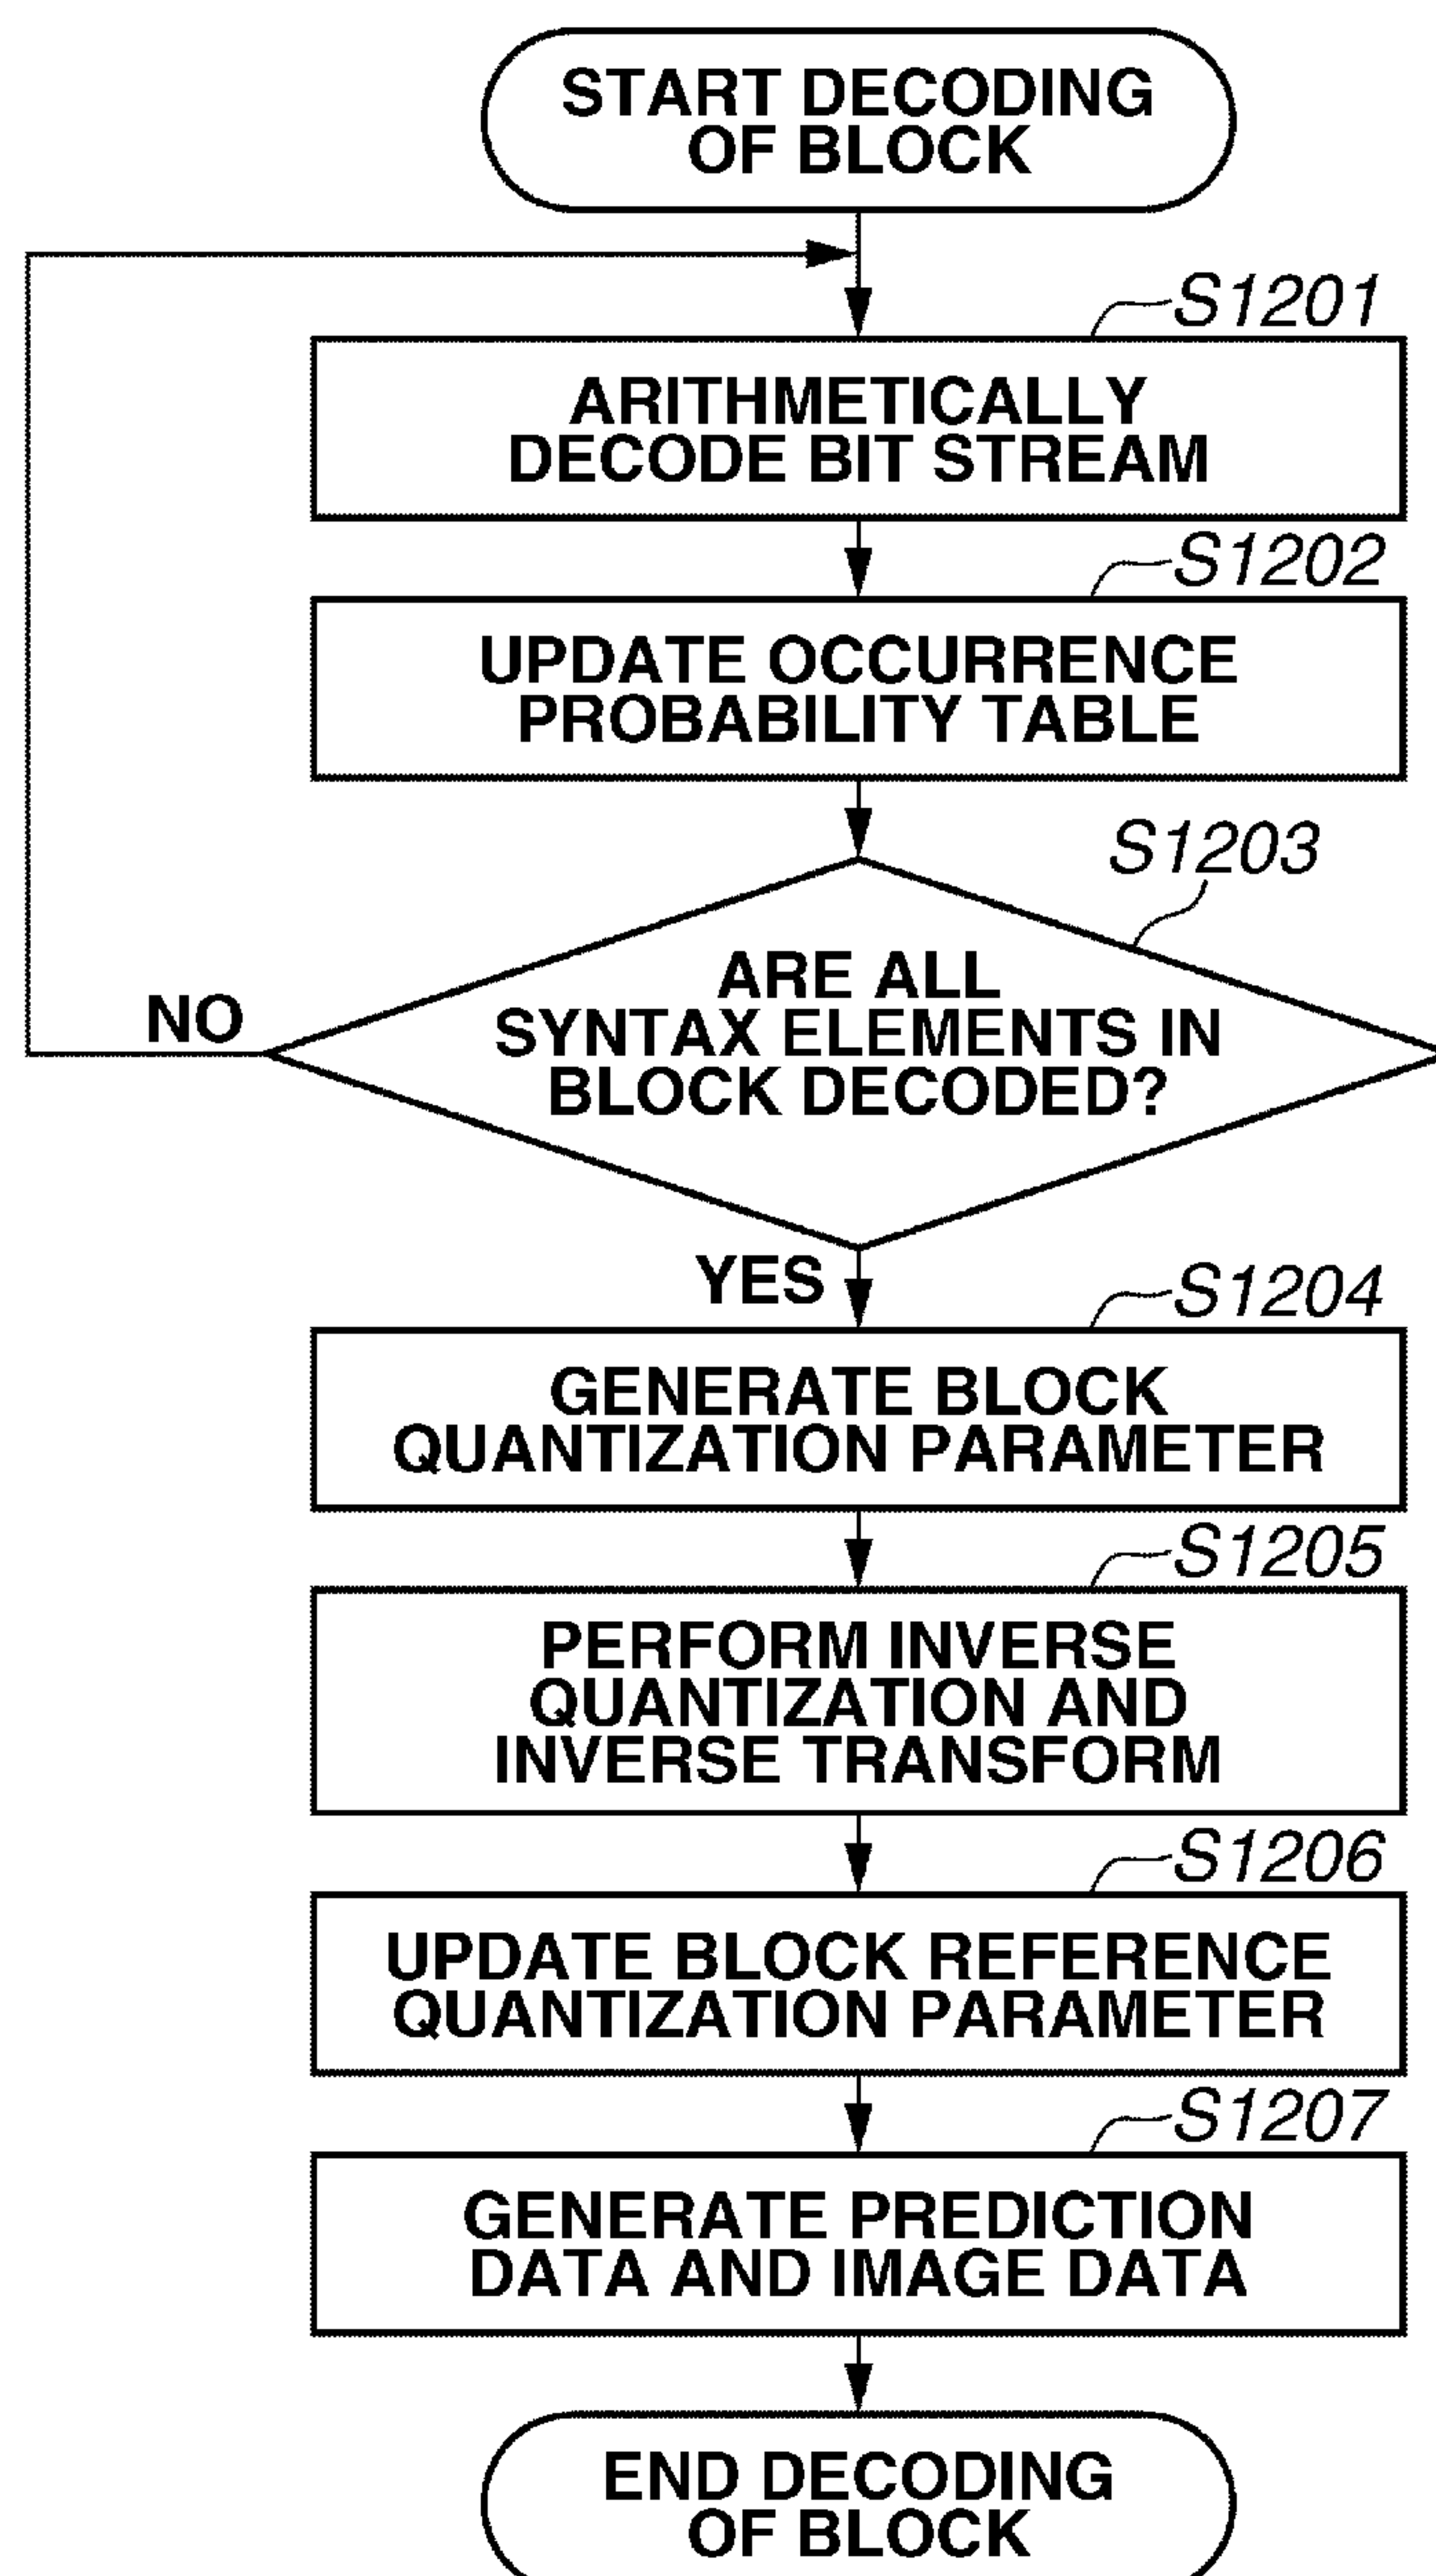 START DECODING
OF BLOCK
S1201
ARITHMETICALLY
DECODE BIT STREAM
S1202
UPDATE OCCURRENCE
PROBABILITY TABLE
S1203
ARE ALL
SYNTAX ELEMENTS IN
BLOCK DECODED?
NO
YES
S1204
GENERATE BLOCK
QUANTIZATION PARAMETER
S1205
PERFORM INVERSE
QUANTIZATION AND
INVERSE TRANSFORM
S1206
UPDATE BLOCK REFERENCE
QUANTIZATION PARAMETER
S1207
GENERATE PREDICTION
DATA AND IMAGE DATA
END DECODING
OF BLOCK